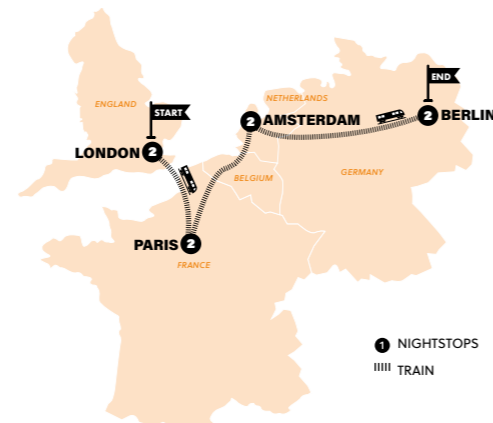 END
NETHERLANDS
ENGLAND
START
2 AMSTERDAM
2 BERLIN
LONDON 2
BELGIUM
GERMANY
PARIS 2
FRANCE
1 NIGHTSTOPS
TRAIN